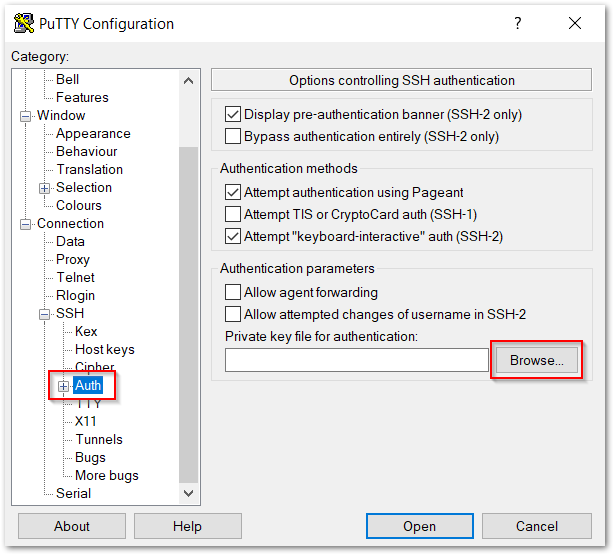 PuTTY Configuration
?
Category:
Bell
Features
Window
Appearance
Behaviour
Translation
Selection
Colours
Connection
Data
Proxy
Telnet
Rlogin
SSH
Kex
Host keys
Cipher
Auth
TTY
X11
Tunnels
Bugs
More bugs
Serial
Options controlling SSH authentication
Display pre-authentication banner (SSH-2 only)
Bypass authentication entirely (SSH-2 only)
Authentication methods
Attempt authentication using Pageant
Attempt TIS or CryptoCard auth (SSH-1)
Attempt "keyboard-interactive" auth (SSH-2)
Authentication parameters
Allow agent forwarding
Allow attempted changes of username in SSH-2
Private key file for authentication:
Browse...
About
Help
Open
Cancel